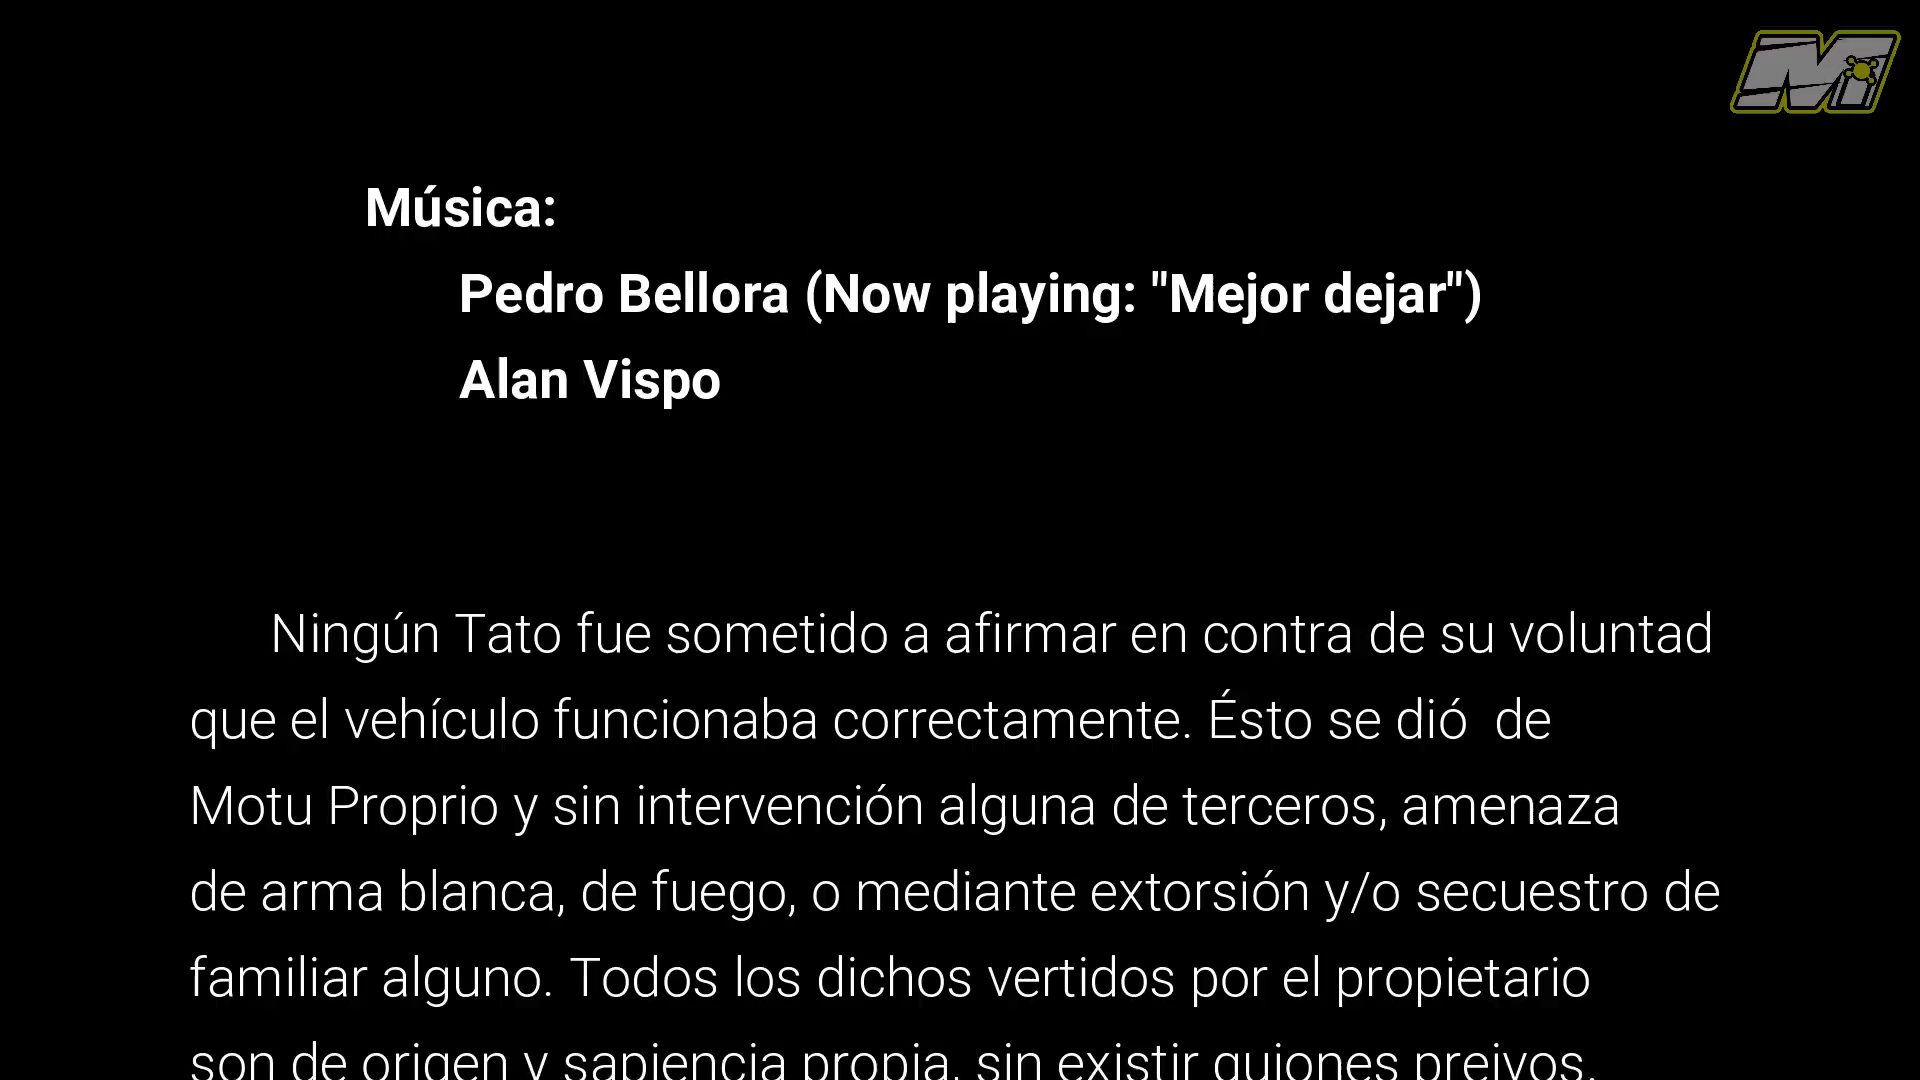 Música:
Pedro Bellora (Now playing: "Mejor dejar")
Alan Vispo
Ningún Tato fue sometido a afirmar en contra de su voluntad
que el vehículo funcionaba correctamente. Ésto se dió  de
Motu Proprio y sin intervención alguna de terceros, amenaza
de arma blanca, de fuego, o mediante extorsión y/o secuestro de
familiar alguno. Todos los dichos vertidos por el propietario
son de origen y sapiencia propia, sin existir guiones preivos.